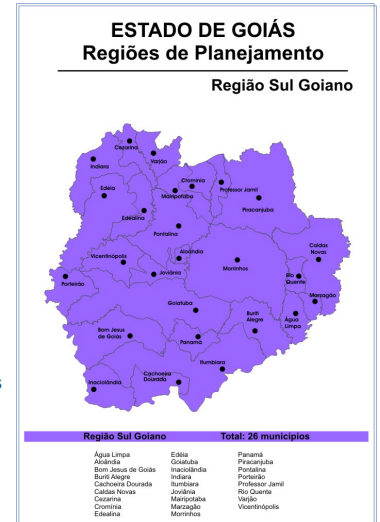 ESTADO DE GOIÁS
Regiões de Planejamento
Região Sul Goiano
Cezarina
Varjão
Indiara
Cromínia
Professor Jamil
Edéia
Mairipotaba
Piracanjuba
Edealina
Pontalina
Caldas
Novas
Aloândia
Vicentinópolis
Morrinhos
Joviânia
Rio
Quente
Porteirão
Marzagão
Goiatuba
Buriti
Alegre
Água
Limpa
Bom Jesus
de Goiás
Panamá
Itumbiara
Cachoeira
Dourada
Inaciolândia
Região Sul Goiano Total: 26 municípios
Água Limpa Edéia Panamá
Aloândia Goiatuba Piracanjuba
Bom Jesus de Goiás Inaciolândia Pontalina
Buriti Alegre Indiara Porteirão
Cachoeira Dourada Itumbiara Professor Jamil
Caldas Novas Joviânia Rio Quente
Cezarina Mairipotaba Varjão
Cromínia Marzagão Vicentinópolis
Edealina Morrinhos